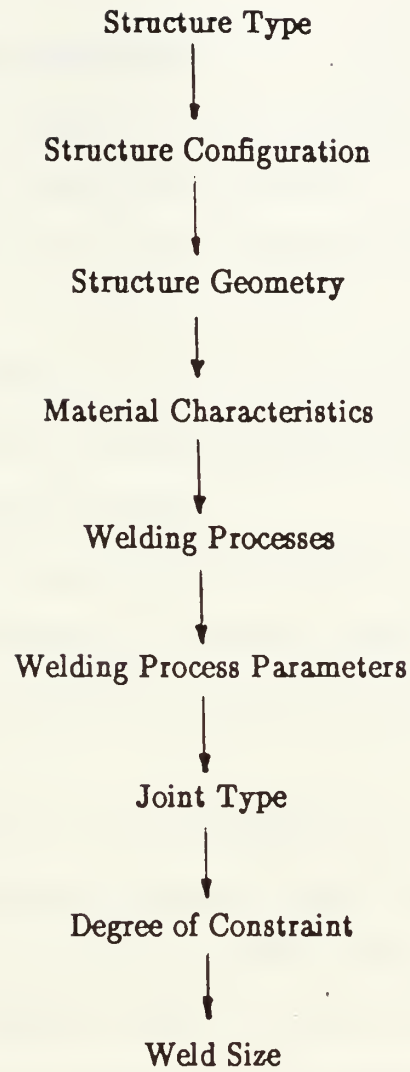 Structure Type
Structure Configuration
Structure Geometry
Material Characteristics
Welding Processes
Welding Process Parameters
Joint Type
Degree of Constraint
Weld Size